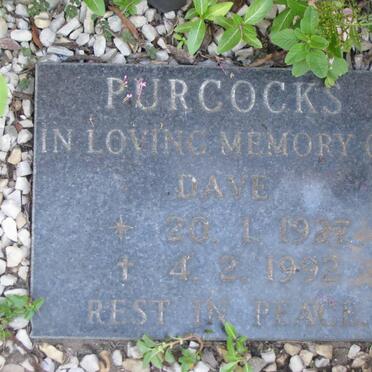 PURCOCKS
IN LOVING MEMORY O
DAVE
* 20. 1. 1937
✝ 4. 2. 1992
REST IN PEACE